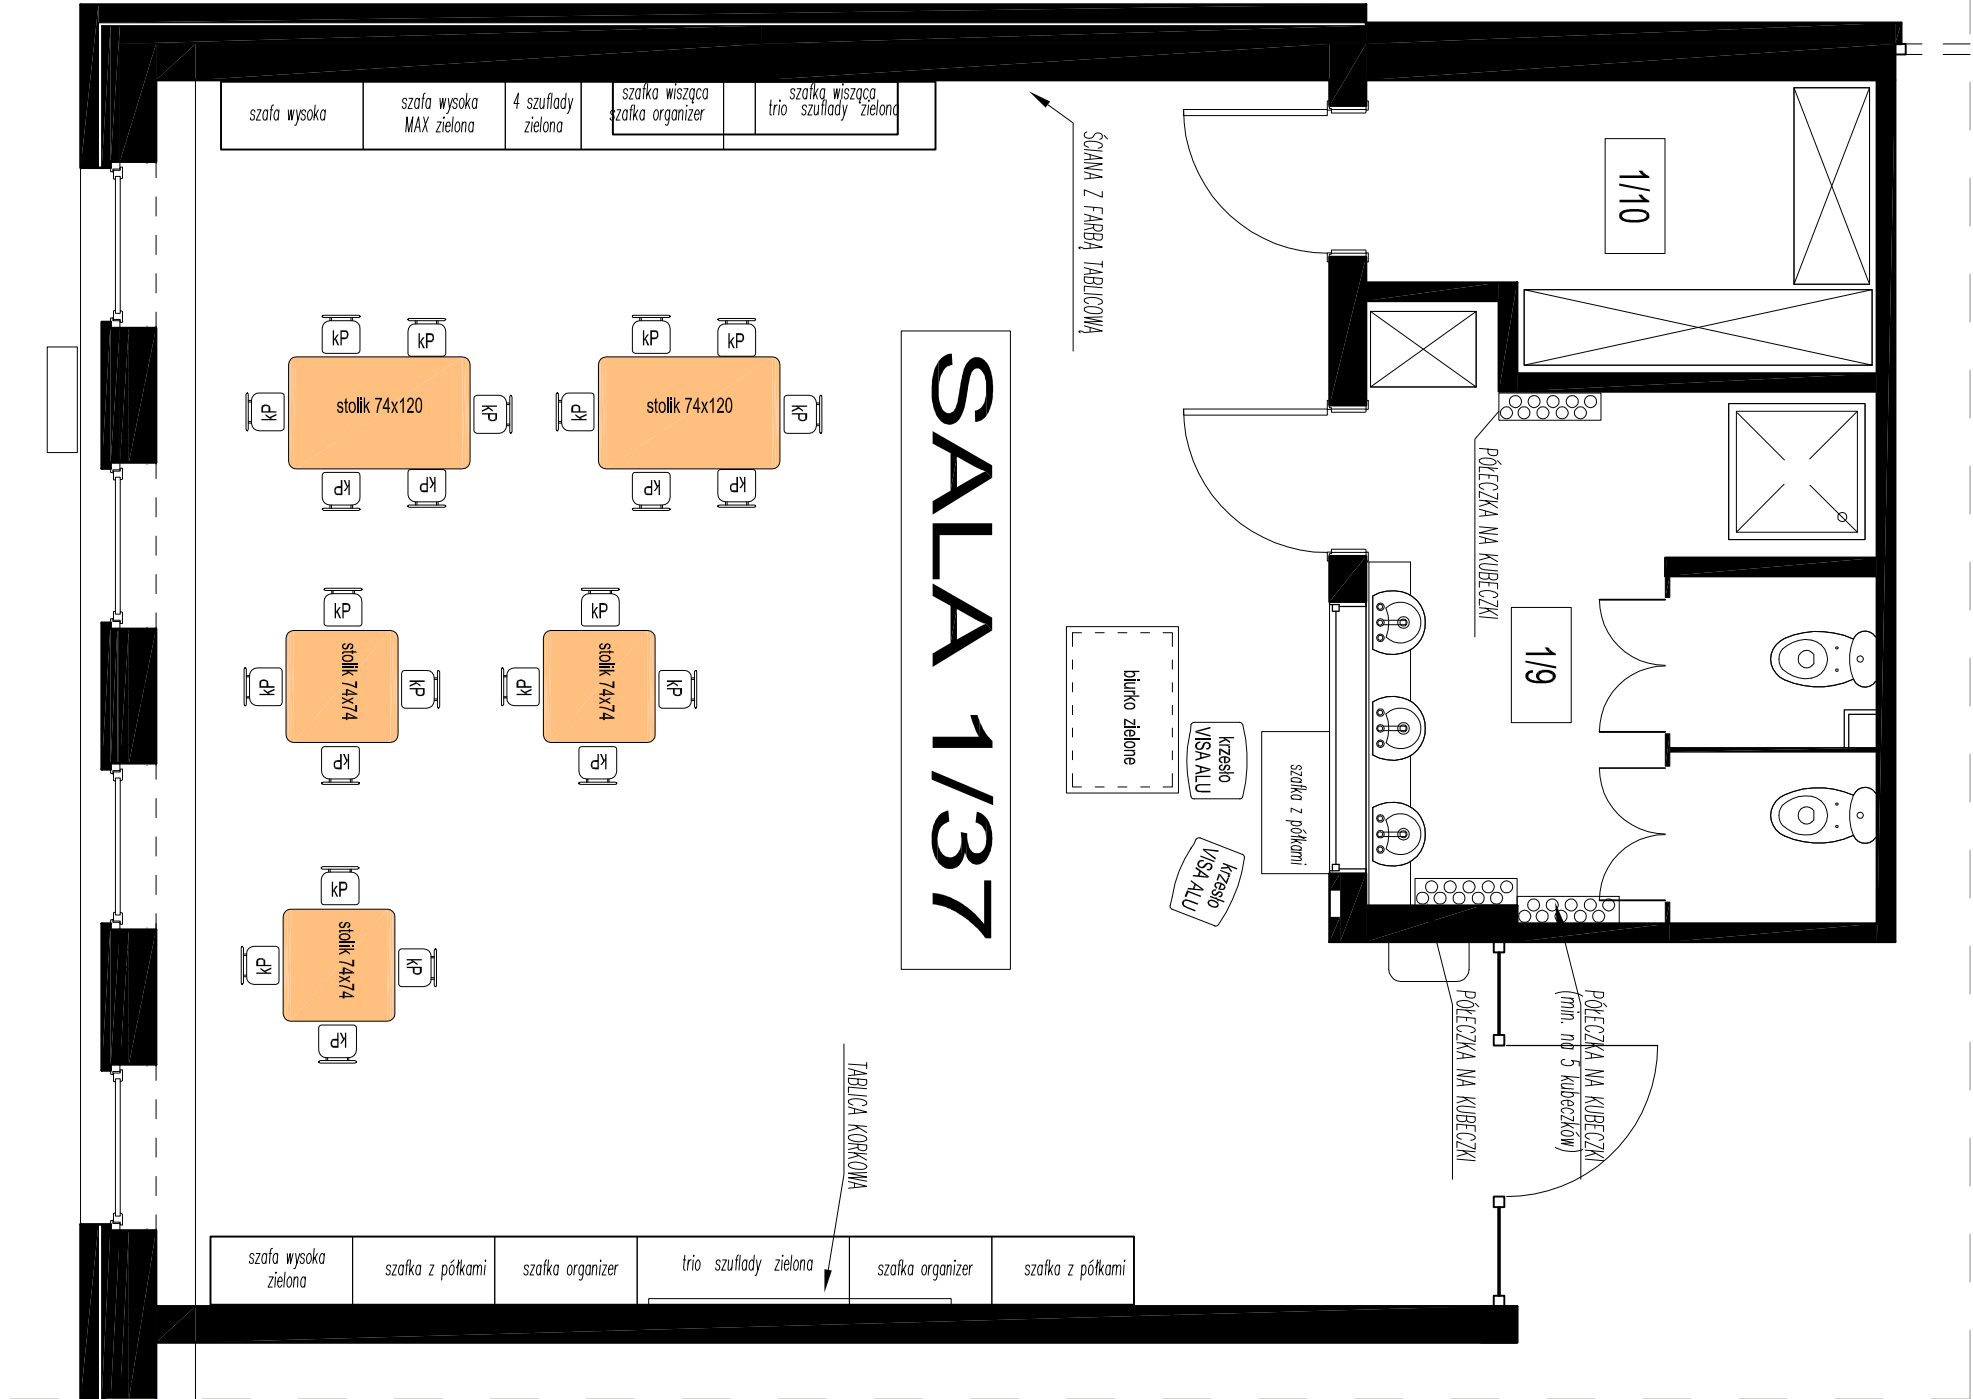 szafa wysoka
szafa wysoka
MAX zielona
4 szuflady
zielona
szafka wisząca
szafka organizer
szafka wisząca
trio szuflady zielona
ŚCIANA Z FARBĄ TABLICOWĄ
1/10
kP
kP
kP
stolik 74x120
kP
kP
kP
kP
kP
kP
stolik 74x120
kP
kP
kP
SALA 1/37
PÓŁECZKA NA KUBECZKI
1/9
kP
kP
stolik 74x74
kP
kP
kP
kP
stolik 74x74
kP
kP
biurko zielone
krzesło
VISA ALU
krzesło
VISA ALU
szafka z półkami
kP
kP
stolik 74x74
kP
kP
PÓŁECZKA NA KUBECZKI
PÓŁECZKA NA KUBECZKI
(min. na 5 kubeczków)
TABLICA KORKOWA
szafa wysoka
zielona
szafka z półkami
szafka organizer
trio szuflady zielona
szafka organizer
szafka z półkami